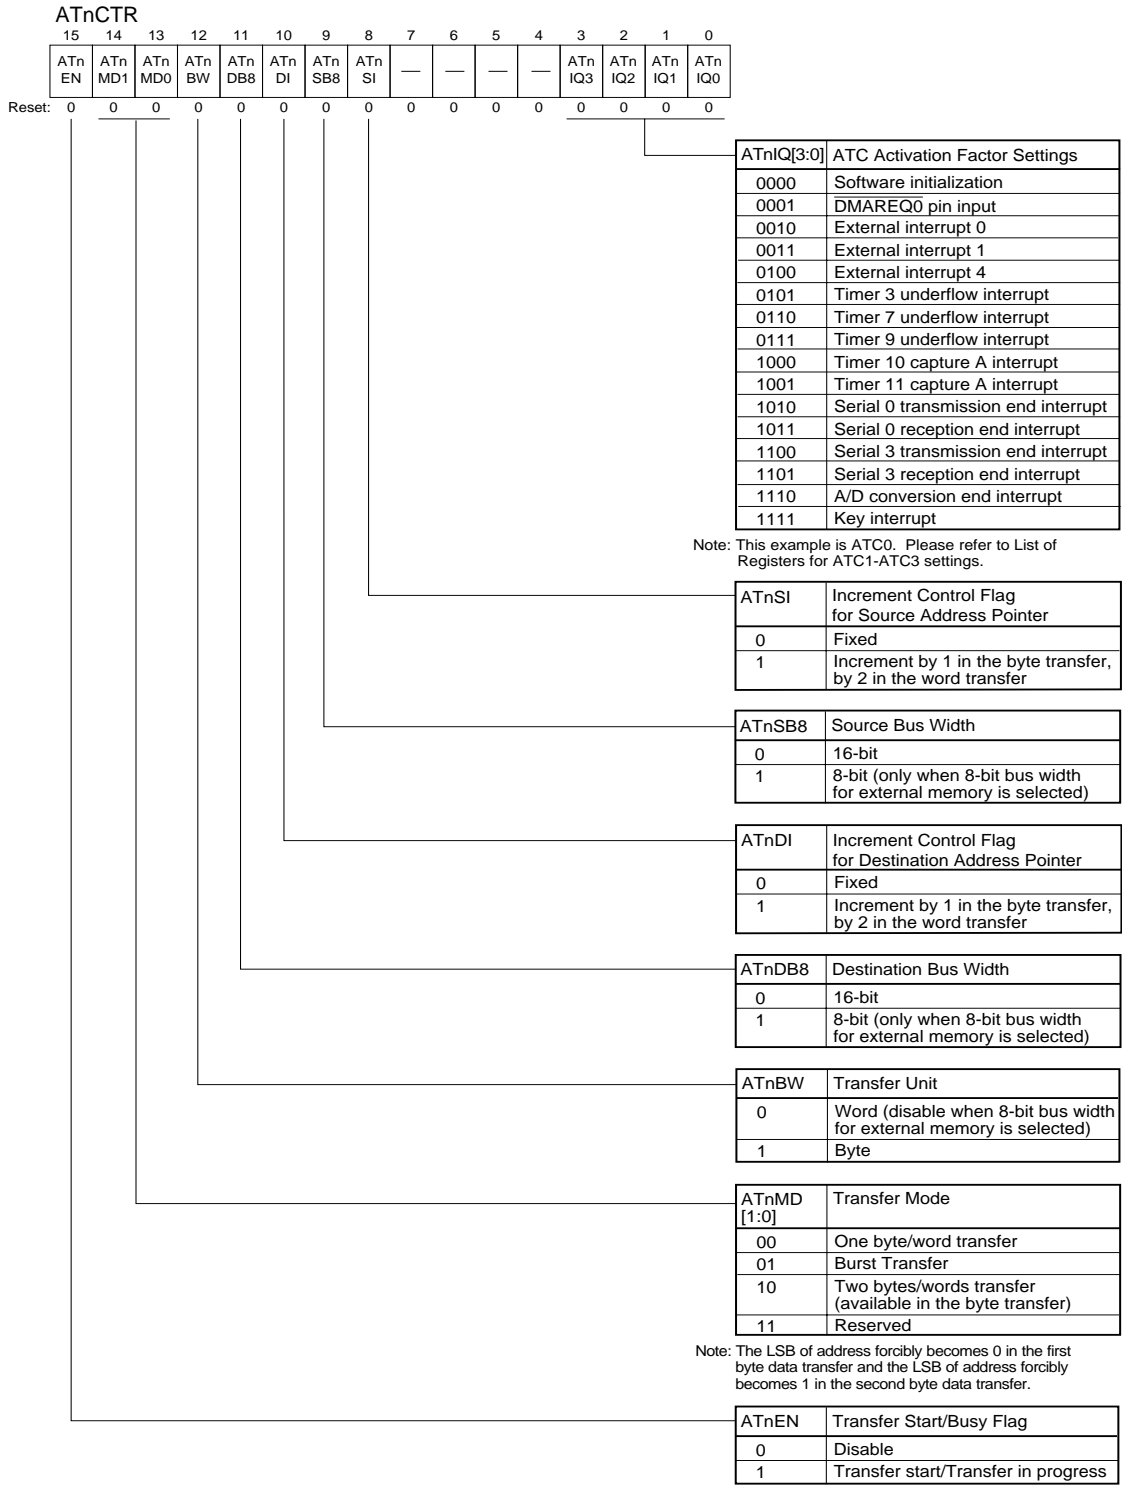 ATnCTR
15 14 13 12 11 10 9 8 7 6 5 4 3 2 1 0
ATn EN ATn MD1 ATn MD0 ATn BW ATn DB8 ATn DI ATn SB8 ATn SI — — — — ATn IQ3 ATn IQ2 ATn IQ1 ATn IQ0
Reset: 0 0 0 0 0 0 0 0 0 0 0 0 0 0 0 0
ATnIQ[3:0] ATC Activation Factor Settings
0000 Software initialization
0001 DMAREQ0 pin input
0010 External interrupt 0
0011 External interrupt 1
0100 External interrupt 4
0101 Timer 3 underflow interrupt
0110 Timer 7 underflow interrupt
0111 Timer 9 underflow interrupt
1000 Timer 10 capture A interrupt
1001 Timer 11 capture A interrupt
1010 Serial 0 transmission end interrupt
1011 Serial 0 reception end interrupt
1100 Serial 3 transmission end interrupt
1101 Serial 3 reception end interrupt
1110 A/D conversion end interrupt
1111 Key interrupt
Note: This example is ATC0. Please refer to List of
Registers for ATC1-ATC3 settings.
ATnSI Increment Control Flag
for Source Address Pointer
0 Fixed
1 Increment by 1 in the byte transfer,
by 2 in the word transfer
ATnSB8 Source Bus Width
0 16-bit
1 8-bit (only when 8-bit bus width
for external memory is selected)
ATnDI Increment Control Flag
for Destination Address Pointer
0 Fixed
1 Increment by 1 in the byte transfer,
by 2 in the word transfer
ATnDB8 Destination Bus Width
0 16-bit
1 8-bit (only when 8-bit bus width
for external memory is selected)
ATnBW Transfer Unit
0 Word (disable when 8-bit bus width
for external memory is selected)
1 Byte
ATnMD Transfer Mode
[1:0]
00 One byte/word transfer
01 Burst Transfer
10 Two bytes/words transfer
(available in the byte transfer)
11 Reserved
Note: The LSB of address forcibly becomes 0 in the first
byte data transfer and the LSB of address forcibly
becomes 1 in the second byte data transfer.
ATnEN Transfer Start/Busy Flag
0 Disable
1 Transfer start/Transfer in progress